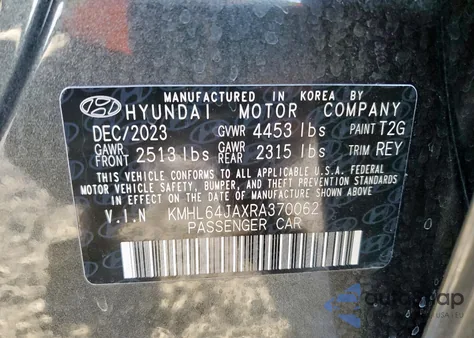 MANUFACTURED IN KOREA BY
HYUNDAI MOTOR COMPANY
DEC/2023 GVWR 4453 lbs PAINT T2G
GAWR FRONT 2513 lbs GAWR REAR 2315 lbs TRIM REY
THIS VEHICLE CONFORMS TO ALL APPLICABLE U.S.A. FEDERAL
MOTOR VEHICLE SAFETY, BUMPER, AND THEFT PREVENTION STANDARDS
IN EFFECT ON THE DATE OF MANUFACTURE SHOWN ABOVE.
V.I.N KMHL64JAXRA370062
PASSENGER CAR